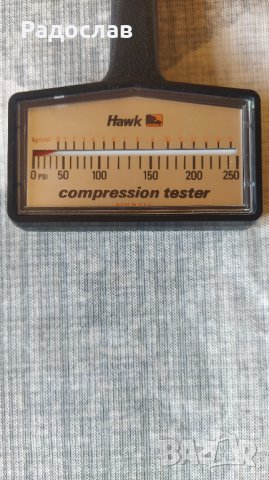 Радослав
Hawk
kg/cm2
0 PSI 50 100 150 200 250
compression tester
BAZAR